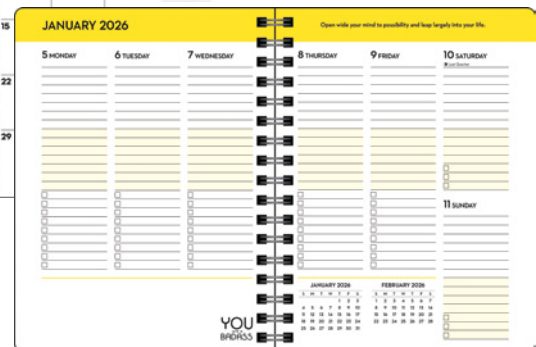 15
22
29
JANUARY 2026
Open wide your mind to possibility and leap largely into your life.
5 MONDAY
6 TUESDAY
7 WEDNESDAY
8 THURSDAY
9 FRIDAY
10 SATURDAY
Last Quarter
11 SUNDAY
JANUARY 2026
S M T W T F S
1 2 3
4 5 6 7 8 9 10
11 12 13 14 15 16 17
18 19 20 21 22 23 24
25 26 27 28 29 30 31
FEBRUARY 2026
S M T W T F S
1 2 3 4 5 6 7
8 9 10 11 12 13 14
15 16 17 18 19 20 21
22 23 24 25 26 27 28
YOU
BADASS